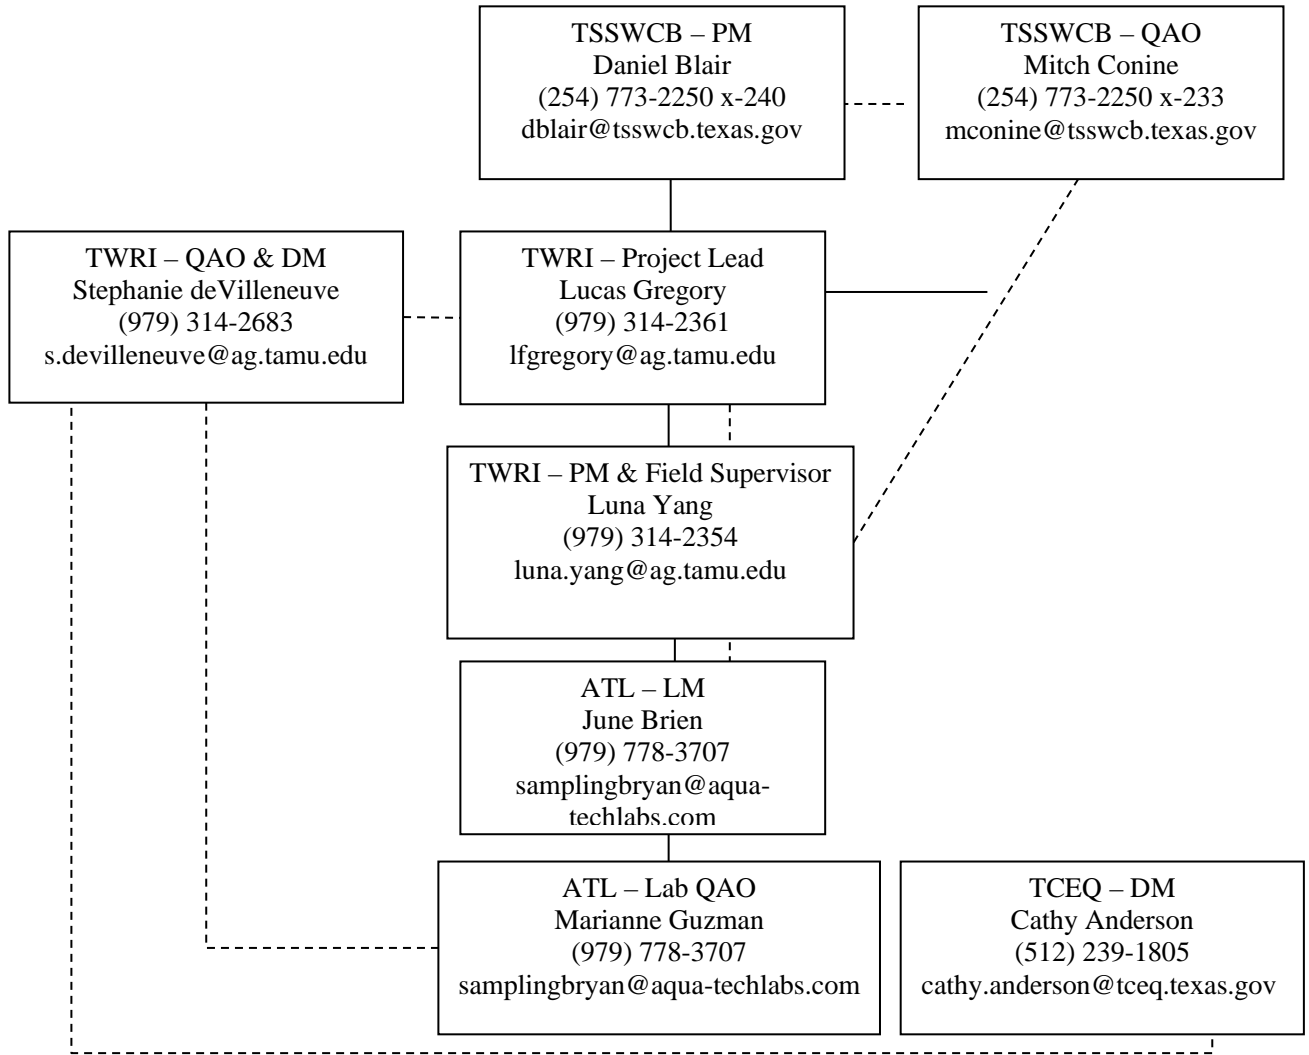 TSSWCB – PM
Daniel Blair
(254) 773-2250 x-240
dblair@tsswcb.texas.gov
TSSWCB – QAO
Mitch Conine
(254) 773-2250 x-233
mconine@tsswcb.texas.gov
TWRI – QAO & DM
Stephanie deVilleneuve
(979) 314-2683
s.devilleneuve@ag.tamu.edu
TWRI – Project Lead
Lucas Gregory
(979) 314-2361
lfgregory@ag.tamu.edu
TWRI – PM & Field Supervisor
Luna Yang
(979) 314-2354
luna.yang@ag.tamu.edu
ATL – LM
June Brien
(979) 778-3707
samplingbryan@aqua-
techlabs.com
ATL – Lab QAO
Marianne Guzman
(979) 778-3707
samplingbryan@aqua-techlabs.com
TCEQ – DM
Cathy Anderson
(512) 239-1805
cathy.anderson@tceq.texas.gov